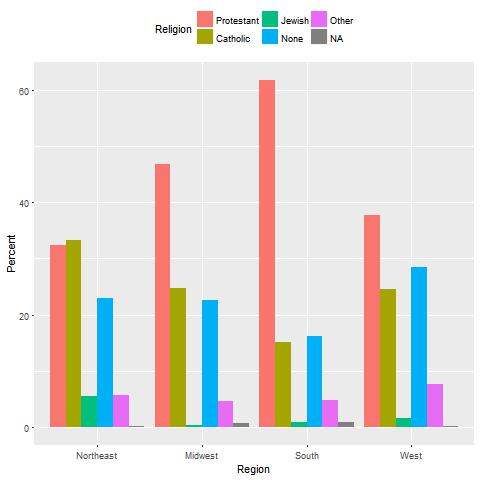 Religion
Protestant Jewish Other
Catholic None NA
60
40
20
0
Percent
Northeast Midwest South West
Region